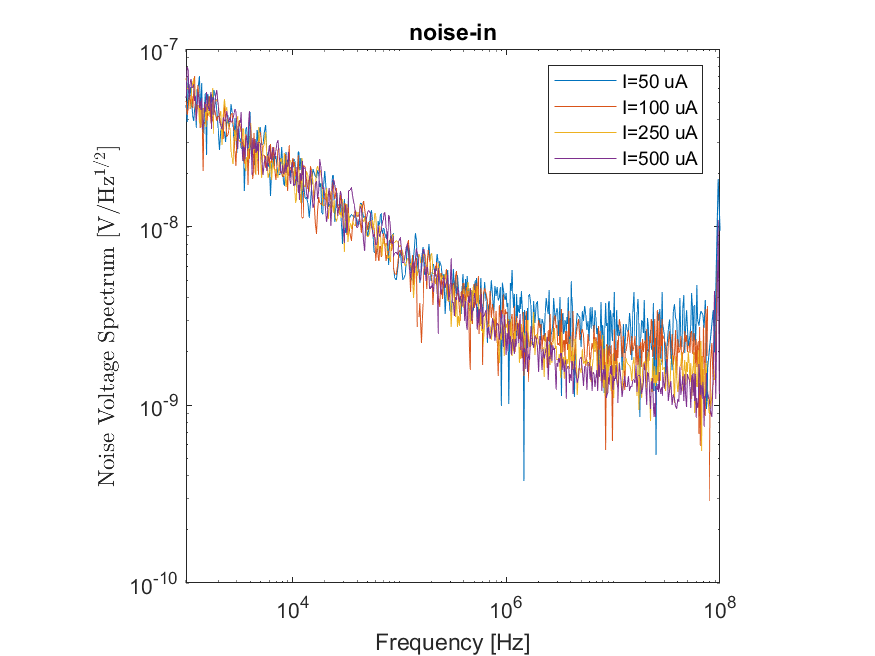 noise-in
10^-7
10^-8
10^-9
10^-10
Noise Voltage Spectrum [V/Hz^1/2]
I=50 uA
I=100 uA
I=250 uA
I=500 uA
10^4
10^6
10^8
Frequency [Hz]